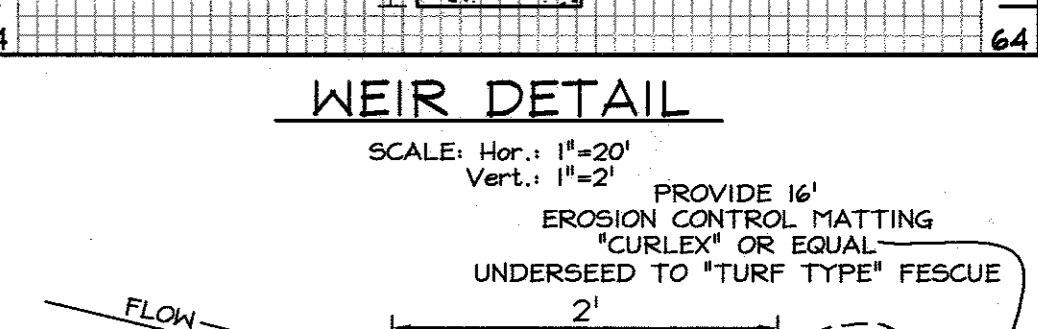 4
64
WEIR DETAIL
SCALE: Hor.: 1"=20'
Vert.: 1"=2'
PROVIDE 16'
EROSION CONTROL MATTING
"CURLEX" OR EQUAL
UNDERSEED TO "TURF TYPE" FESCUE
2'
FLOW